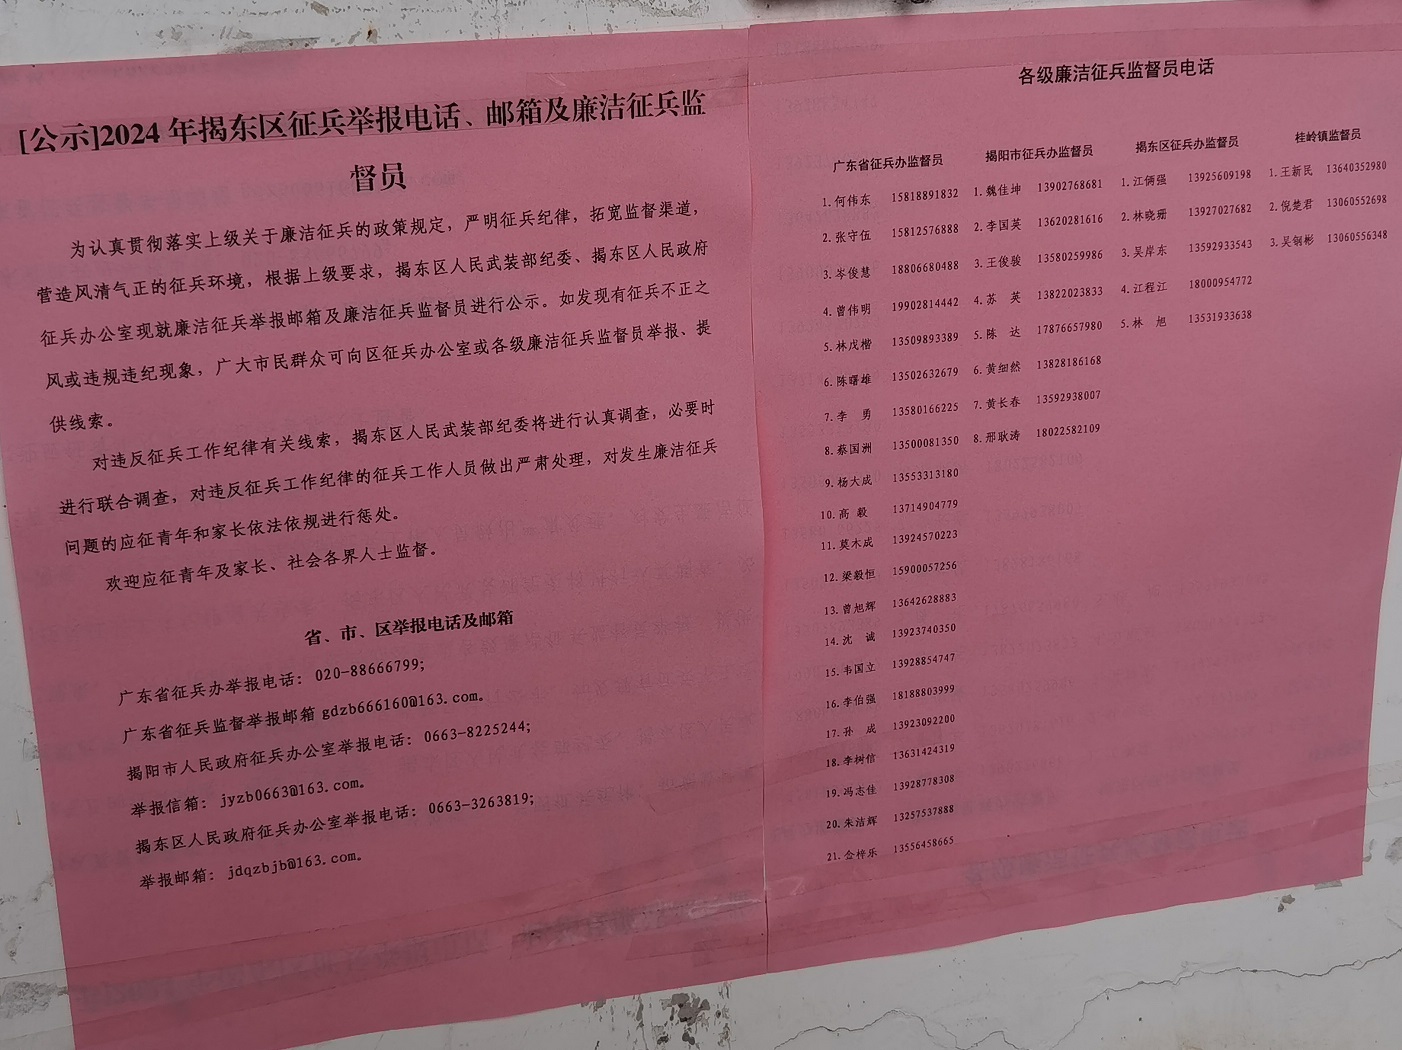 [公示]2024 年揭东区征兵举报电话、邮箱及廉洁征兵监
督员
为认真贯彻落实上级关于廉洁征兵的政策规定，严明征兵纪律，拓宽监督渠道，
营造风清气正的征兵环境，根据上级要求，揭东区人民武装部纪委、揭东区人民政府
征兵办公室现就廉洁征兵举报邮箱及廉洁征兵监督员进行公示。如发现有征兵不正之
风或违规违纪现象，广大市民群众可向区征兵办公室或各级廉洁征兵监督员举报、提
供线索。
对违反征兵工作纪律有关线索，揭东区人民武装部纪委将进行认真调查，必要时
进行联合调查，对违反征兵工作纪律的征兵工作人员做出严肃处理，对发生廉洁征兵
问题的应征青年和家长依法依规进行惩处。
欢迎应征青年及家长、社会各界人士监督。
省、市、区举报电话及邮箱
广东省征兵办举报电话：020-88666799;
广东省征兵监督举报邮箱 gdzb666160@163.com。
揭阳市人民政府征兵办公室举报电话：0663-8225244;
举报信箱：jyzb0663@163.com。
揭东区人民政府征兵办公室举报电话：0663-3263819;
举报邮箱：jdqzbjb@163.com。
各级廉洁征兵监督员电话
广东省征兵办监督员
1.何伟东 15818891832
2.张守伍 15812576888
3.岑俊慧 18806680488
4.曾伟明 19902814442
5.林戊楷 13509893389
6.陈曙雄 13502632679
7.李 勇 13580166225
8.蔡国洲 13500081350
9.杨大成 13553313180
10.高 毅 13714904779
11.莫木成 13924570223
12.梁毅恒 15900057256
13.曾旭辉 13642628883
14.沈 诚 13923740350
15.韦国立 13928854747
16.李伯强 18188803999
17.孙 成 13923092200
18.李树信 13631424319
19.冯志佳 13928778308
20.朱洁辉 13257537888
21.仝梓乐 13556458665
揭阳市征兵办监督员
1.魏佳坤 13902768681
2.李国英 13620281616
3.王俊骏 13580259986
4.苏 英 13822023833
5.陈 达 17876657980
6.黄细然 13828186168
7.黄长春 13592938007
8.邢耿涛 18022582109
揭东区征兵办监督员
1.江俩强 13925609198
2.林晓珊 13927027682
3.吴岸东 13592933543
4.江程江 18000954772
5.林 旭 13531933638
桂岭镇监督员
1.王新民 13640352980
2.倪楚君 13060552698
3.吴钢彬 13060556348